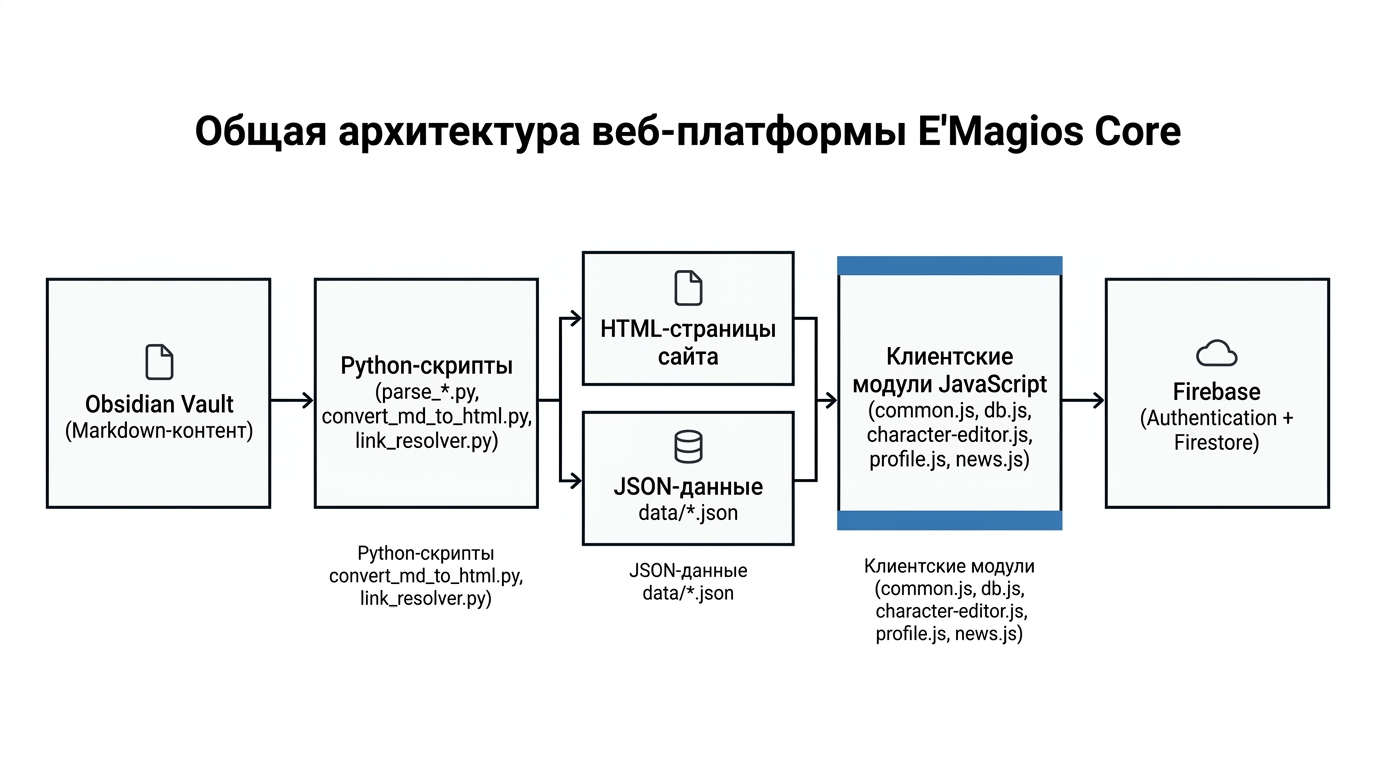 Общая архитектура веб-платформы E'Magios Core
Obsidian Vault
(Markdown-контент)
Python-скрипты
(parse_*.py,
convert_md_to_html.py,
link_resolver.py)
HTML-страницы
сайта
JSON-данные
data/*.json
Клиентские
модули JavaScript
(common.js, db.js,
character-editor.js,
profile.js, news.js)
Firebase
(Authentication +
Firestore)
Python-скрипты
convert_md_to_html.py,
link_resolver.py)
JSON-данные
data/*.json
Клиентские модули
(common.js, db.js,
character-editor.js,
profile.js, news.js)